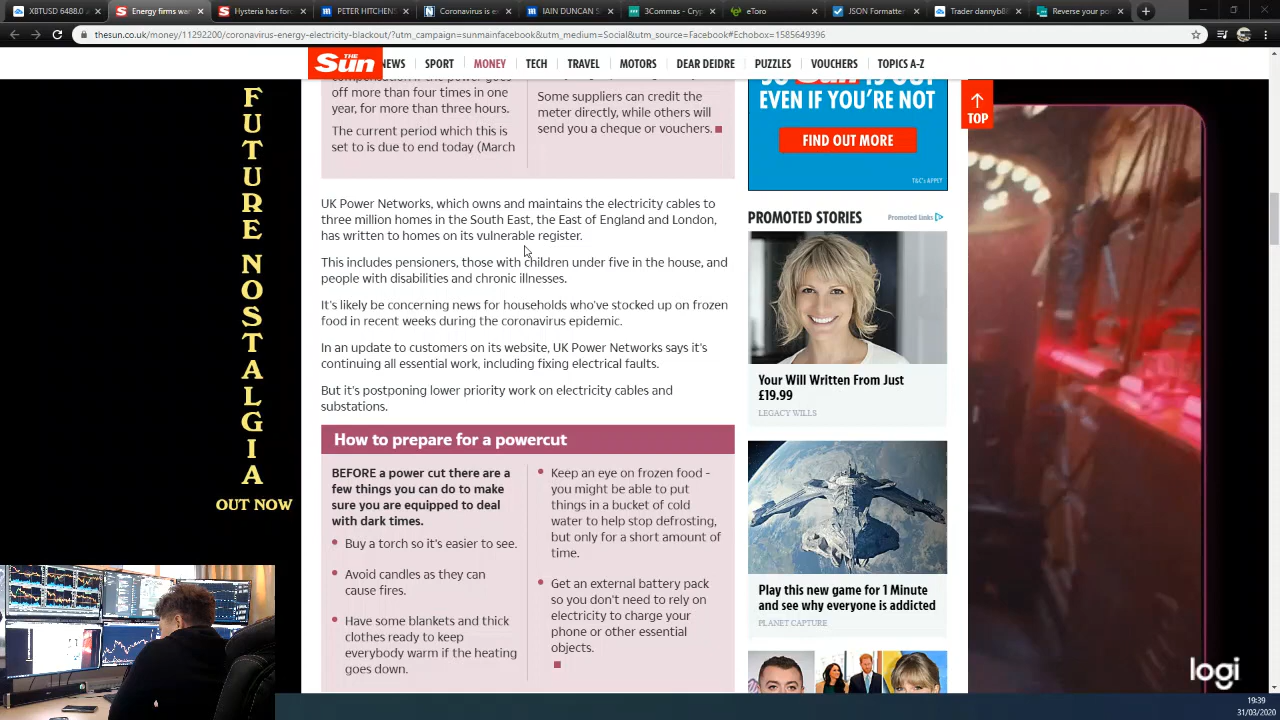 XBTUSD 6488.0
Energy firms wa
Hysteria has for
PETER HITCHENS
Coronavirus is ex
IAIN DUNCAN S
3Commas - Cryp
eToro
JSON Formatter
Trader dannyb8
Reverse your po
thesun.co.uk/money/11292200/coronavirus-energy-electricity-blackout/?utm_campaign=sunmainfacebook&utm_medium=Social&utm_source=Facebook#Echobox=1585649396
THE Sun
NEWS SPORT MONEY TECH TRAVEL MOTORS DEAR DEIDRE PUZZLES VOUCHERS TOPICS A-Z
FUTURE NOSTALGIA
OUT NOW
compensation if the power goes
off more than four times in one
year, for more than three hours.
The current period which this is
set to is due to end today (March
Some suppliers can credit the
meter directly, while others will
send you a cheque or vouchers.
UK Power Networks, which owns and maintains the electricity cables to
three million homes in the South East, the East of England and London,
has written to homes on its vulnerable register.
This includes pensioners, those with children under five in the house, and
people with disabilities and chronic illnesses.
It's likely be concerning news for households who've stocked up on frozen
food in recent weeks during the coronavirus epidemic.
In an update to customers on its website, UK Power Networks says it's
continuing all essential work, including fixing electrical faults.
But it's postponing lower priority work on electricity cables and
substations.
How to prepare for a powercut
BEFORE a power cut there are a
few things you can do to make
sure you are equipped to deal
with dark times.
Buy a torch so it's easier to see.
Avoid candles as they can
cause fires.
Have some blankets and thick
clothes ready to keep
everybody warm if the heating
goes down.
Keep an eye on frozen food -
you might be able to put
things in a bucket of cold
water to help stop defrosting,
but only for a short amount of
time.
Get an external battery pack
so you don't need to rely on
electricity to charge your
phone or other essential
objects.
EVEN IF YOU'RE NOT
FIND OUT MORE
T&C's APPLY
TOP
PROMOTED STORIES
Promoted links
Your Will Written From Just
£19.99
LEGACY WILLS
Play this new game for 1 Minute
and see why everyone is addicted
PLANET CAPTURE
logi
19:39
31/03/2020